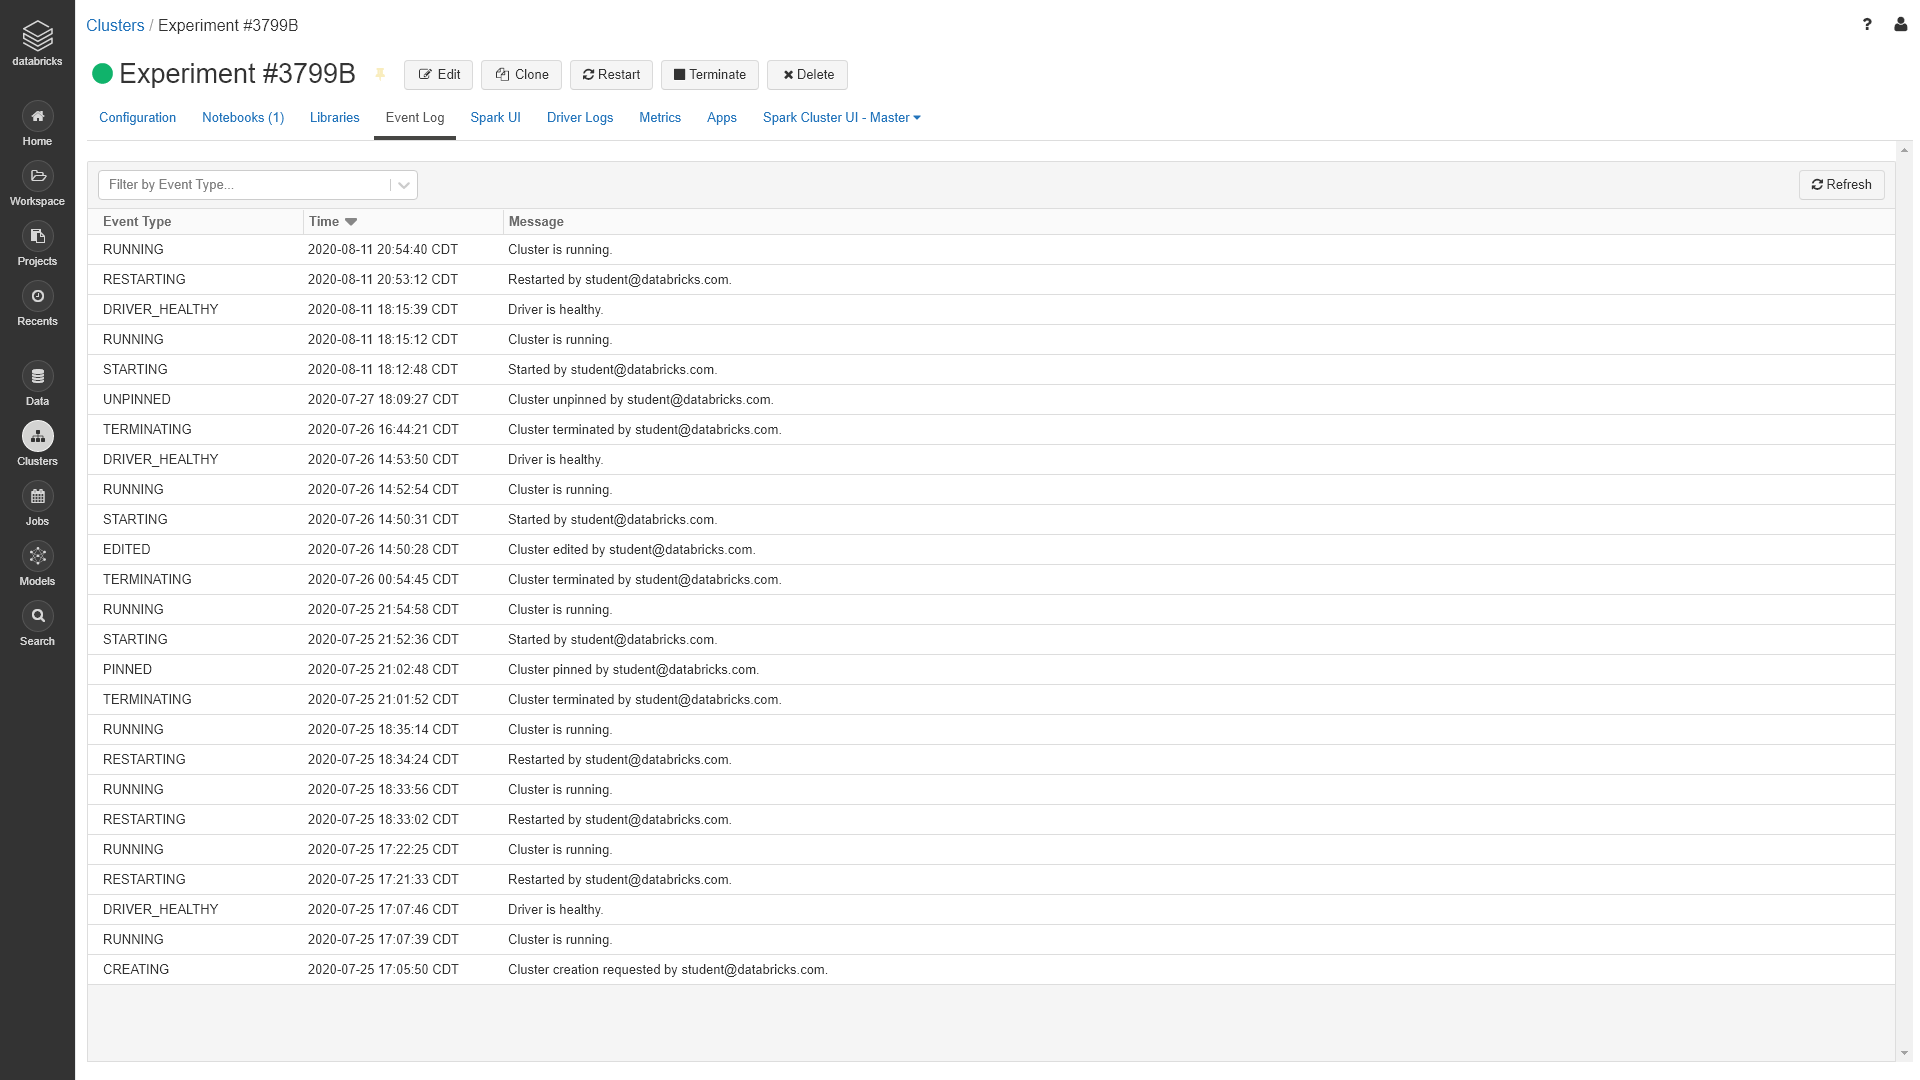 databricks
Home
Workspace
Projects
Recents
Data
Clusters
Jobs
Models
Search
Clusters / Experiment #3799B
?
Experiment #3799B
Edit Clone Restart Terminate Delete
Configuration Notebooks (1) Libraries Event Log Spark UI Driver Logs Metrics Apps Spark Cluster UI - Master
Filter by Event Type...
Refresh
Event Type Time Message
RUNNING 2020-08-11 20:54:40 CDT Cluster is running.
RESTARTING 2020-08-11 20:53:12 CDT Restarted by student@databricks.com.
DRIVER_HEALTHY 2020-08-11 18:15:39 CDT Driver is healthy.
RUNNING 2020-08-11 18:15:12 CDT Cluster is running.
STARTING 2020-08-11 18:12:48 CDT Started by student@databricks.com.
UNPINNED 2020-07-27 18:09:27 CDT Cluster unpinned by student@databricks.com.
TERMINATING 2020-07-26 16:44:21 CDT Cluster terminated by student@databricks.com.
DRIVER_HEALTHY 2020-07-26 14:53:50 CDT Driver is healthy.
RUNNING 2020-07-26 14:52:54 CDT Cluster is running.
STARTING 2020-07-26 14:50:31 CDT Started by student@databricks.com.
EDITED 2020-07-26 14:50:28 CDT Cluster edited by student@databricks.com.
TERMINATING 2020-07-26 00:54:45 CDT Cluster terminated by student@databricks.com.
RUNNING 2020-07-25 21:54:58 CDT Cluster is running.
STARTING 2020-07-25 21:52:36 CDT Started by student@databricks.com.
PINNED 2020-07-25 21:02:48 CDT Cluster pinned by student@databricks.com.
TERMINATING 2020-07-25 21:01:52 CDT Cluster terminated by student@databricks.com.
RUNNING 2020-07-25 18:35:14 CDT Cluster is running.
RESTARTING 2020-07-25 18:34:24 CDT Restarted by student@databricks.com.
RUNNING 2020-07-25 18:33:56 CDT Cluster is running.
RESTARTING 2020-07-25 18:33:02 CDT Restarted by student@databricks.com.
RUNNING 2020-07-25 17:22:25 CDT Cluster is running.
RESTARTING 2020-07-25 17:21:33 CDT Restarted by student@databricks.com.
DRIVER_HEALTHY 2020-07-25 17:07:46 CDT Driver is healthy.
RUNNING 2020-07-25 17:07:39 CDT Cluster is running.
CREATING 2020-07-25 17:05:50 CDT Cluster creation requested by student@databricks.com.